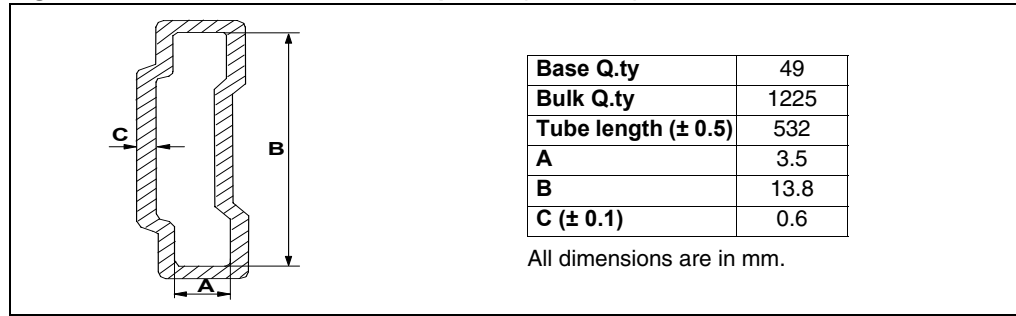 C
B
A
Base Q.ty 49
Bulk Q.ty 1225
Tube length (± 0.5) 532
A 3.5
B 13.8
C (± 0.1) 0.6
All dimensions are in mm.